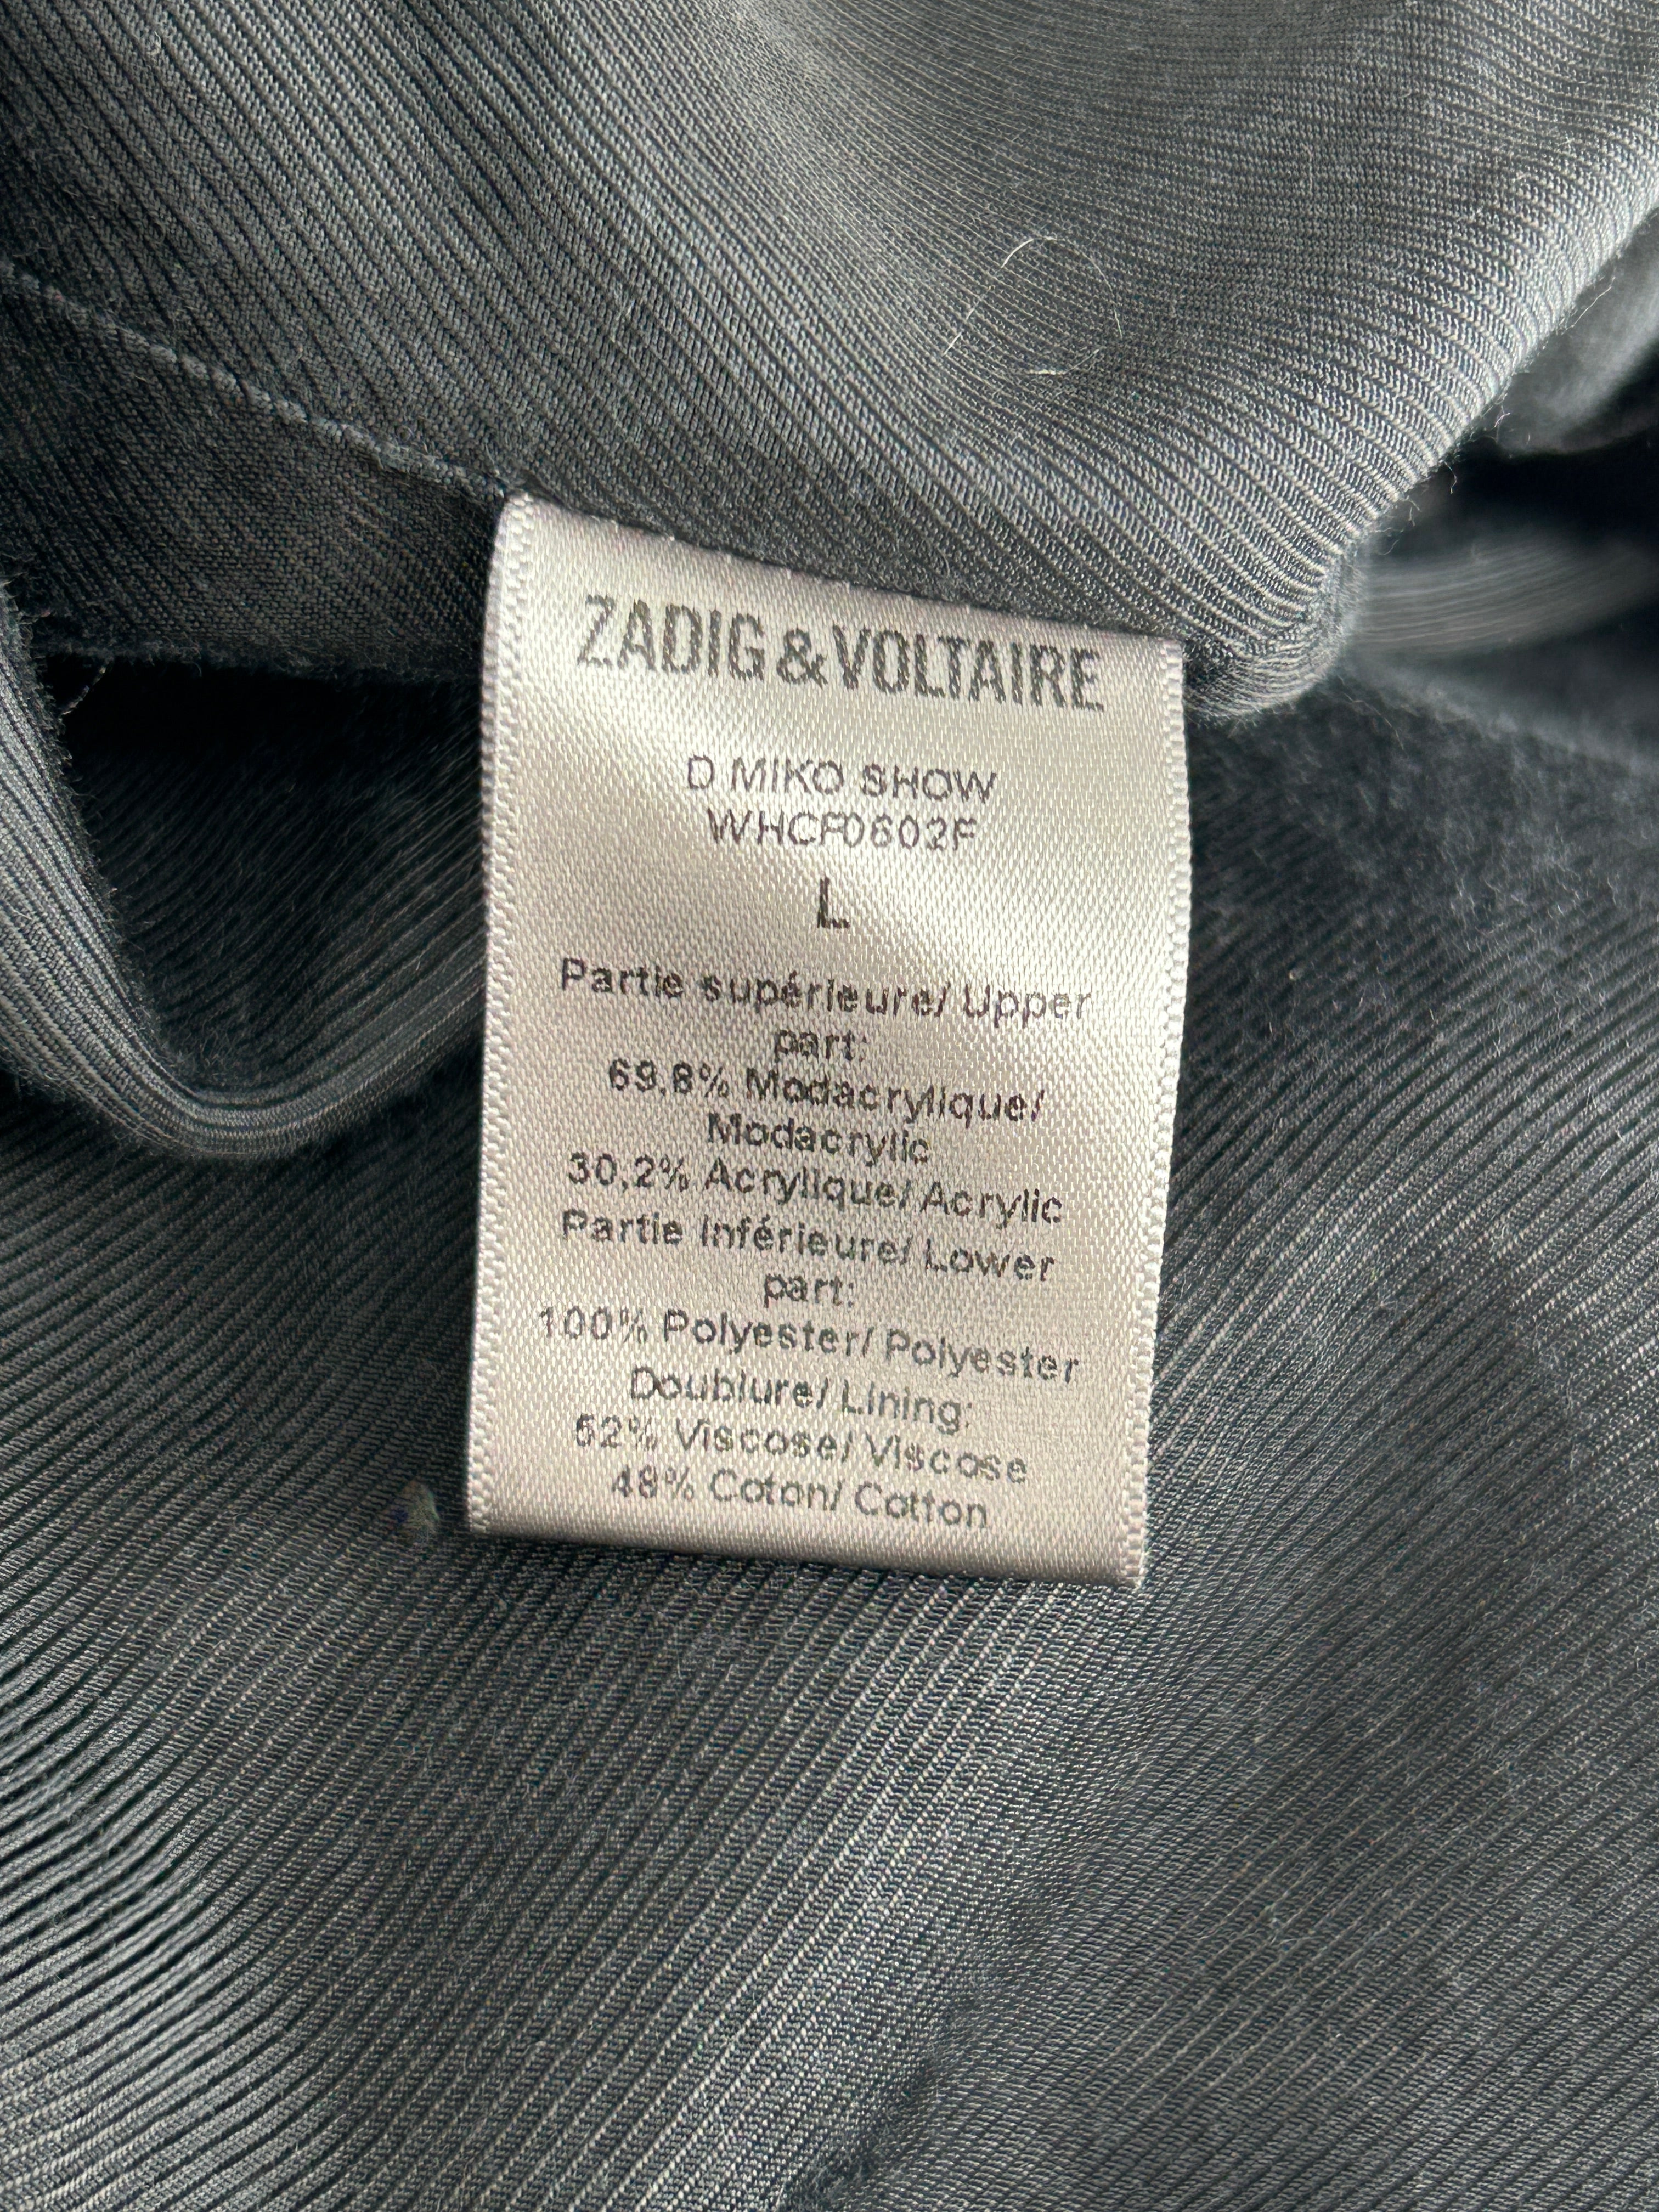 ZADIG&VOLTAIRE
D MIKO SHOW
WHCF0602F
L
Partie supérieure/ Upper
part:
69,8% Modacrylique/
Modacrylic
30,2% Acrylique/ Acrylic
Partie Inférieure/ Lower
part:
100% Polyester/ Polyester
Doublure/ Lining:
52% Viscose/ Viscose
48% Coton/ Cotton